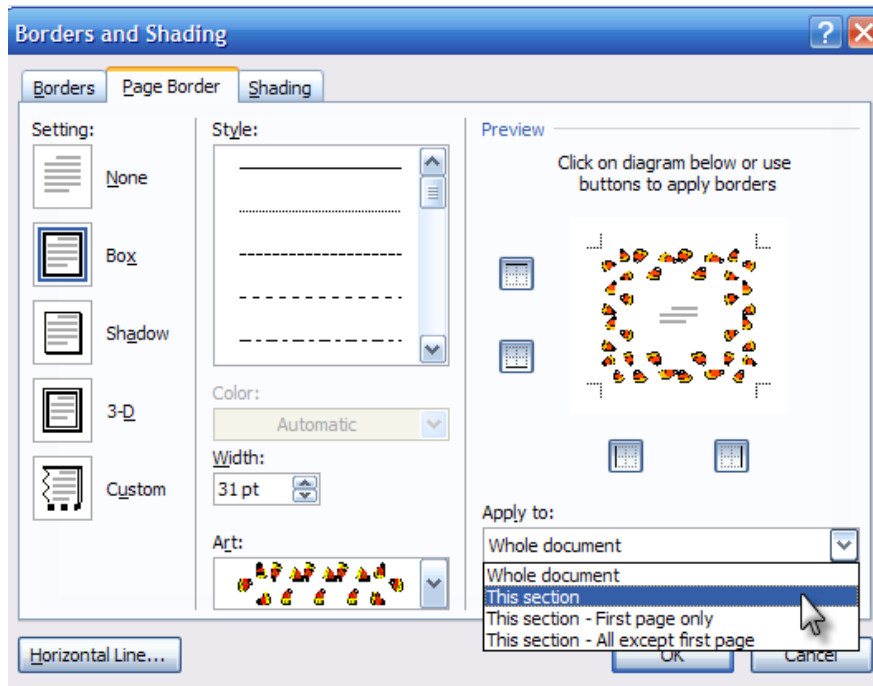 Borders and Shading
Borders Page Border Shading
Setting:
None
Box
Shadow
3-D
Custom
Style:
Color:
Automatic
Width:
31 pt
Art:
Preview
Click on diagram below or use
buttons to apply borders
Apply to:
Whole document
Whole document
This section
This section - First page only
This section - All except first page
Horizontal Line...
OK
Cancel